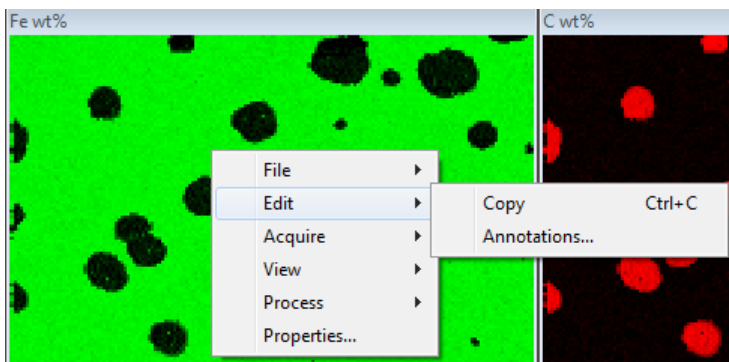 Fe wt%
C wt%
File
Edit
Copy Ctrl+C
Acquire
Annotations...
View
Process
Properties...